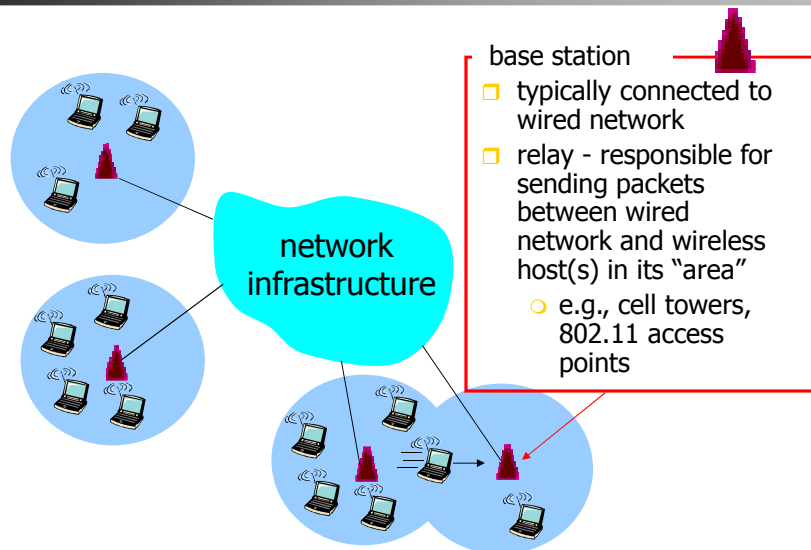 base station
typically connected to
wired network
relay - responsible for
sending packets
between wired
network and wireless
host(s) in its “area”
e.g., cell towers,
802.11 access
points
network
infrastructure